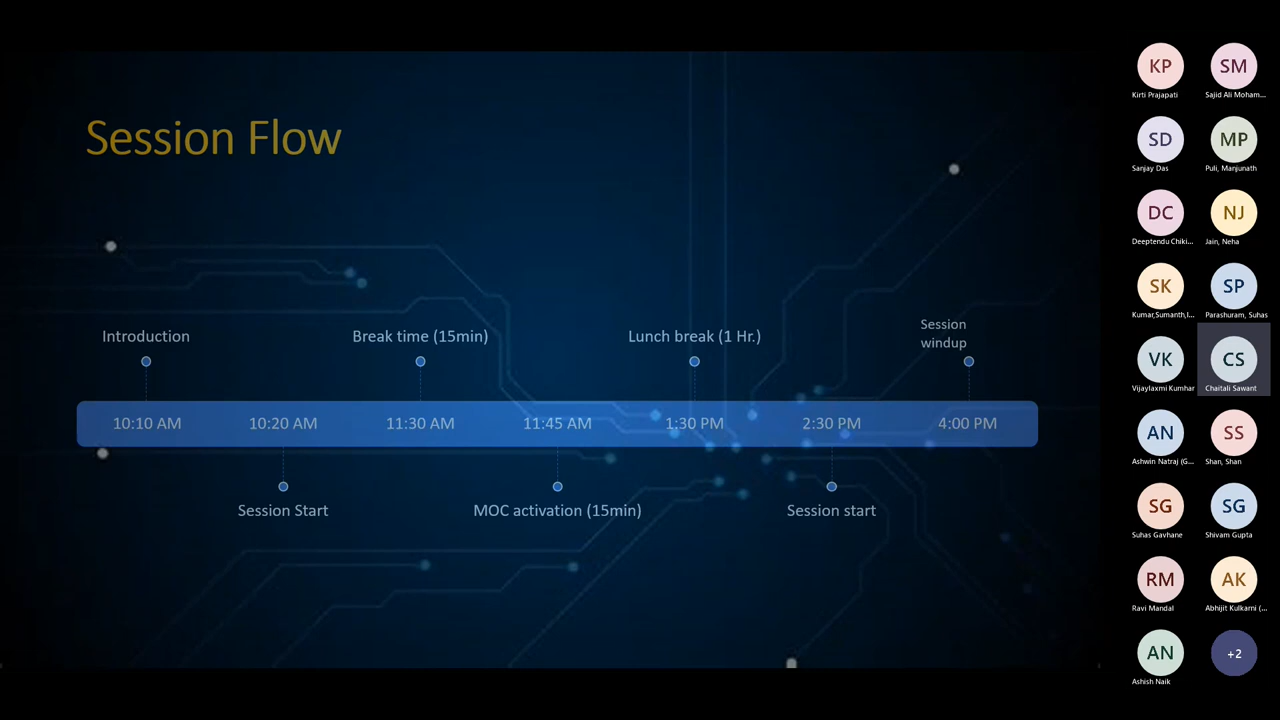 Session Flow
Introduction
Break time (15min)
Lunch break (1 Hr.)
Session
windup
10:10 AM
10:20 AM
11:30 AM
11:45 AM
1:30 PM
2:30 PM
4:00 PM
Session Start
MOC activation (15min)
Session start
KP
Kirti Prajapati
SM
Sajid Ali Moham...
SD
Sanjay Das
MP
Puli, Manjunath
DC
Deeptendu Chiki...
NJ
Jain, Neha
SK
Kumar,Sumanth,I...
SP
Parashuram, Suhas
VK
Vijaylaxmi Kumhar
CS
Chaitali Sawant
AN
Ashwin Natraj (G...
SS
Shan, Shan
SG
Suhas Gavhane
SG
Shivam Gupta
RM
Ravi Mandal
AK
Abhijit Kulkarni (...
AN
Ashish Naik
+2